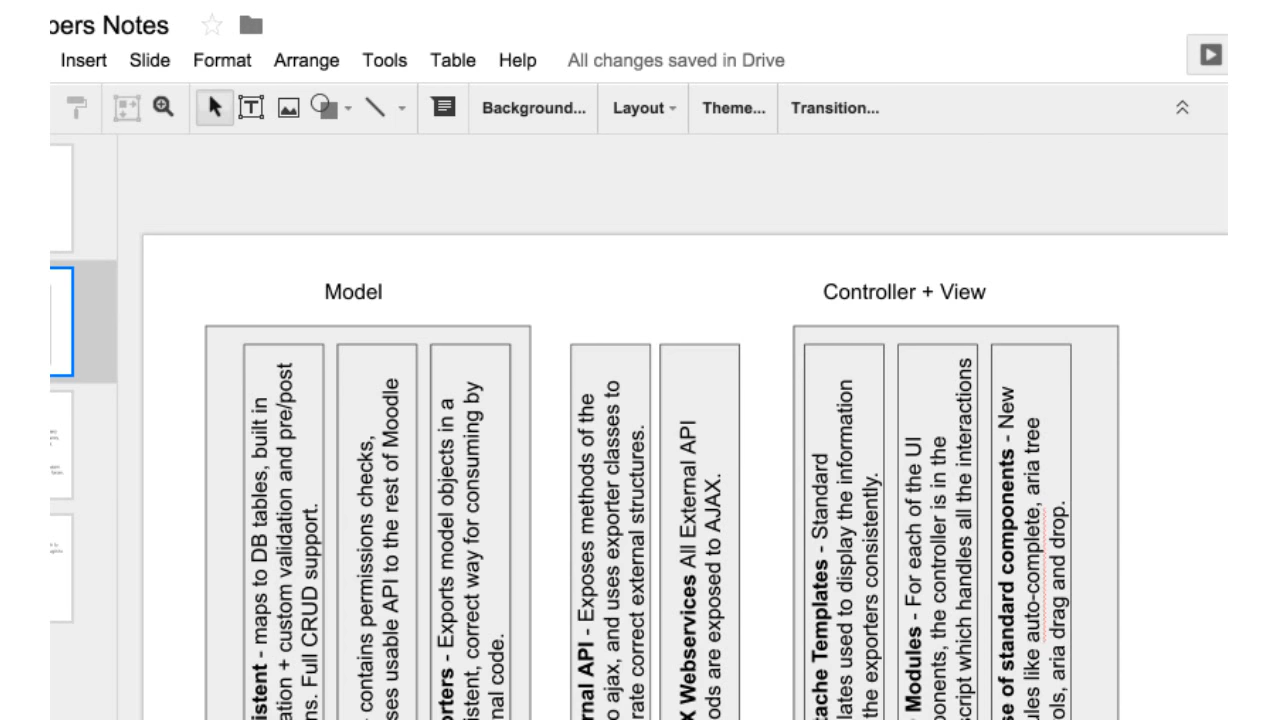 pers Notes
Insert Slide Format Arrange Tools Table Help All changes saved in Drive
Background... Layout Theme... Transition...
Model
Controller + View
istent - maps to DB tables, built in
ation + custom validation and pre/post
ns. Full CRUD support.
- contains permissions checks,
ses usable API to the rest of Moodle
rters - Exports model objects in a
istent, correct way for consuming by
nal code.
rnal API - Exposes methods of the
o ajax, and uses exporter classes to
rate correct external structures.
X Webservices All External API
ods are exposed to AJAX.
tache Templates - Standard
lates used to display the information
the exporters consistently.
Modules - For each of the UI
ponents, the controller is in the
script which handles all the interactions
se of standard components - New
ules like auto-complete, aria tree
ols, aria drag and drop.